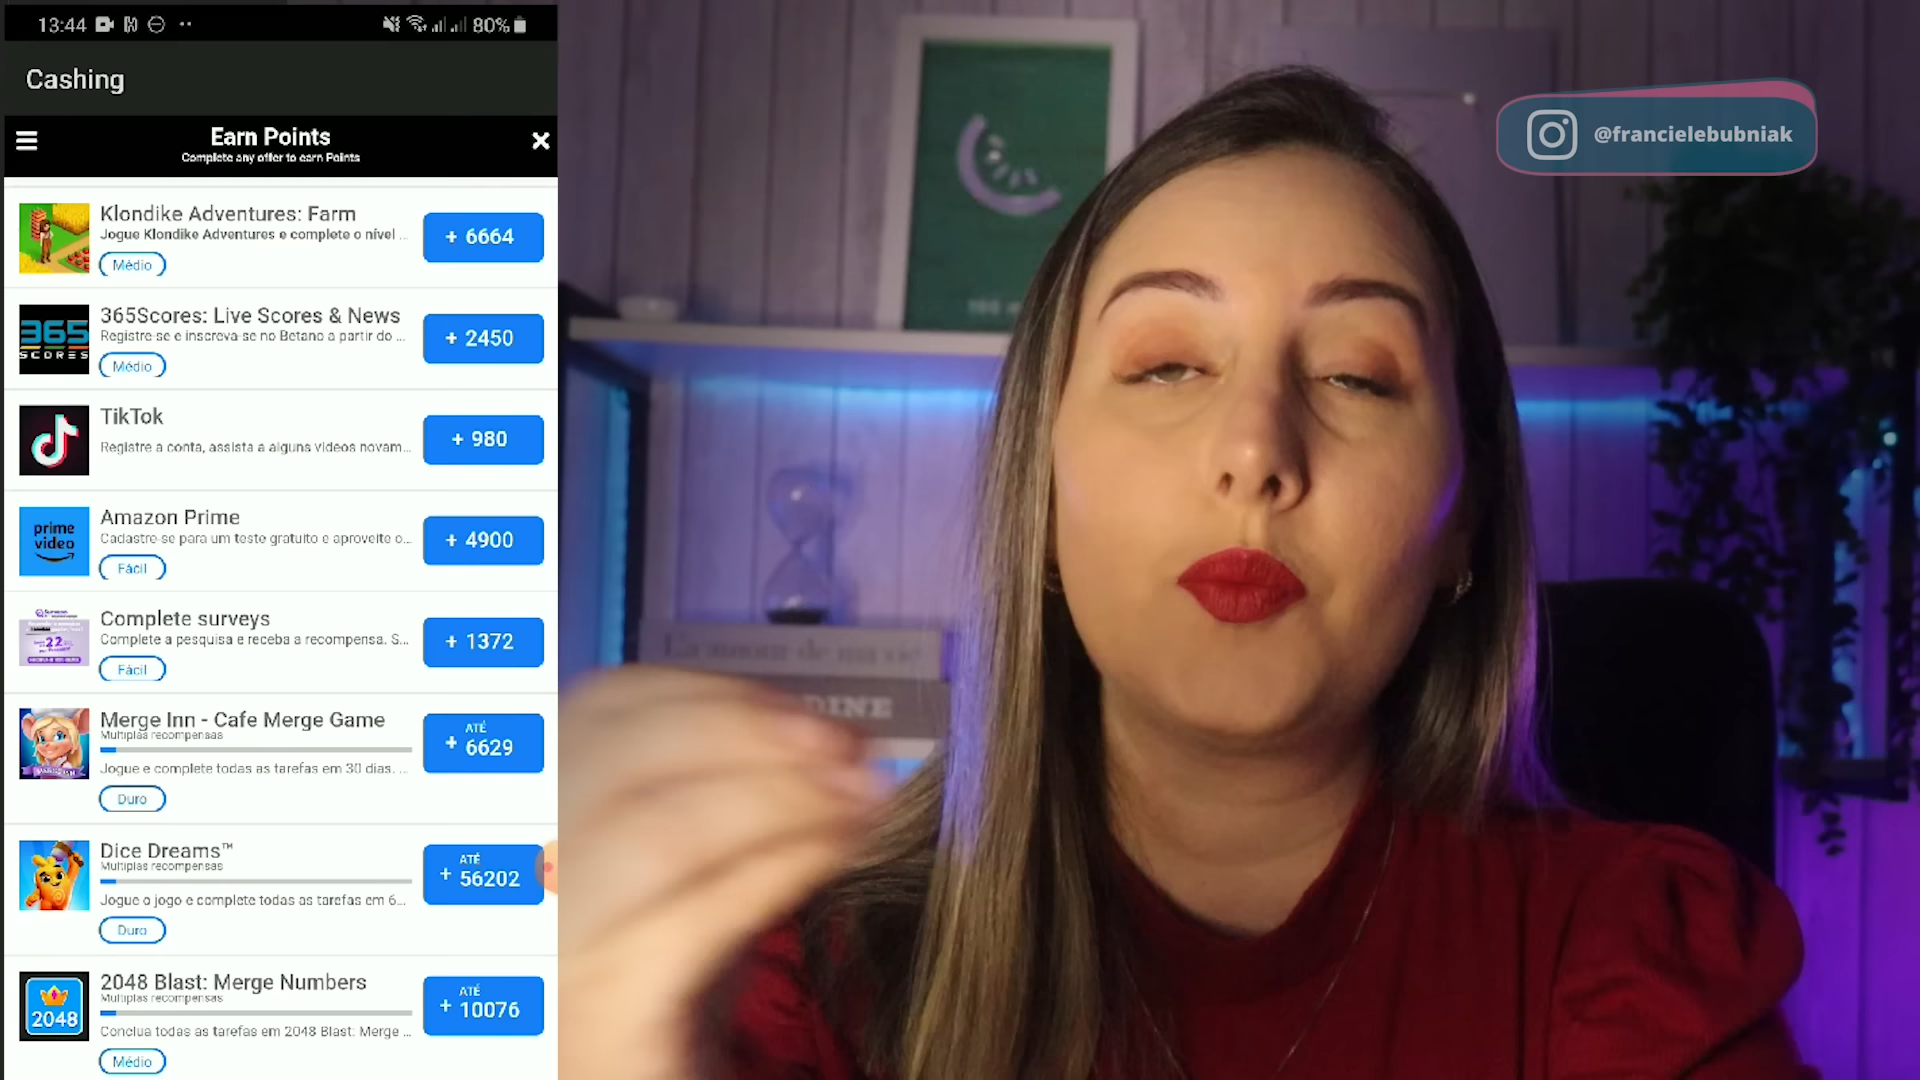 13:44
80%
Cashing
Earn Points
Complete any offer to earn Points
Klondike Adventures: Farm
Jogue Klondike Adventures e complete o nível ...
Médio
+ 6664
365Scores: Live Scores & News
Registre-se e inscreva-se no Betano a partir do ...
Médio
+ 2450
365
SCORES
TikTok
Registre a conta, assista a alguns vídeos novam...
+ 980
prime
video
Amazon Prime
Cadastre-se para um teste gratuito e aproveite o...
Fácil
+ 4900
Complete surveys
Complete a pesquisa e receba a recompensa. S...
Fácil
+ 1372
22
Merge Inn - Cafe Merge Game
Multiplas recompensas
Jogue e complete todas as tarefas em 30 dias. ...
Duro
ATÉ
+ 6629
Dice Dreams™
Multiplas recompensas
Jogue o jogo e complete todas as tarefas em 6...
Duro
ATÉ
+ 56202
2048
2048 Blast: Merge Numbers
Multiplas recompensas
Conclua todas as tarefas em 2048 Blast: Merge ...
Médio
ATÉ
+ 10076
@francielebubniak